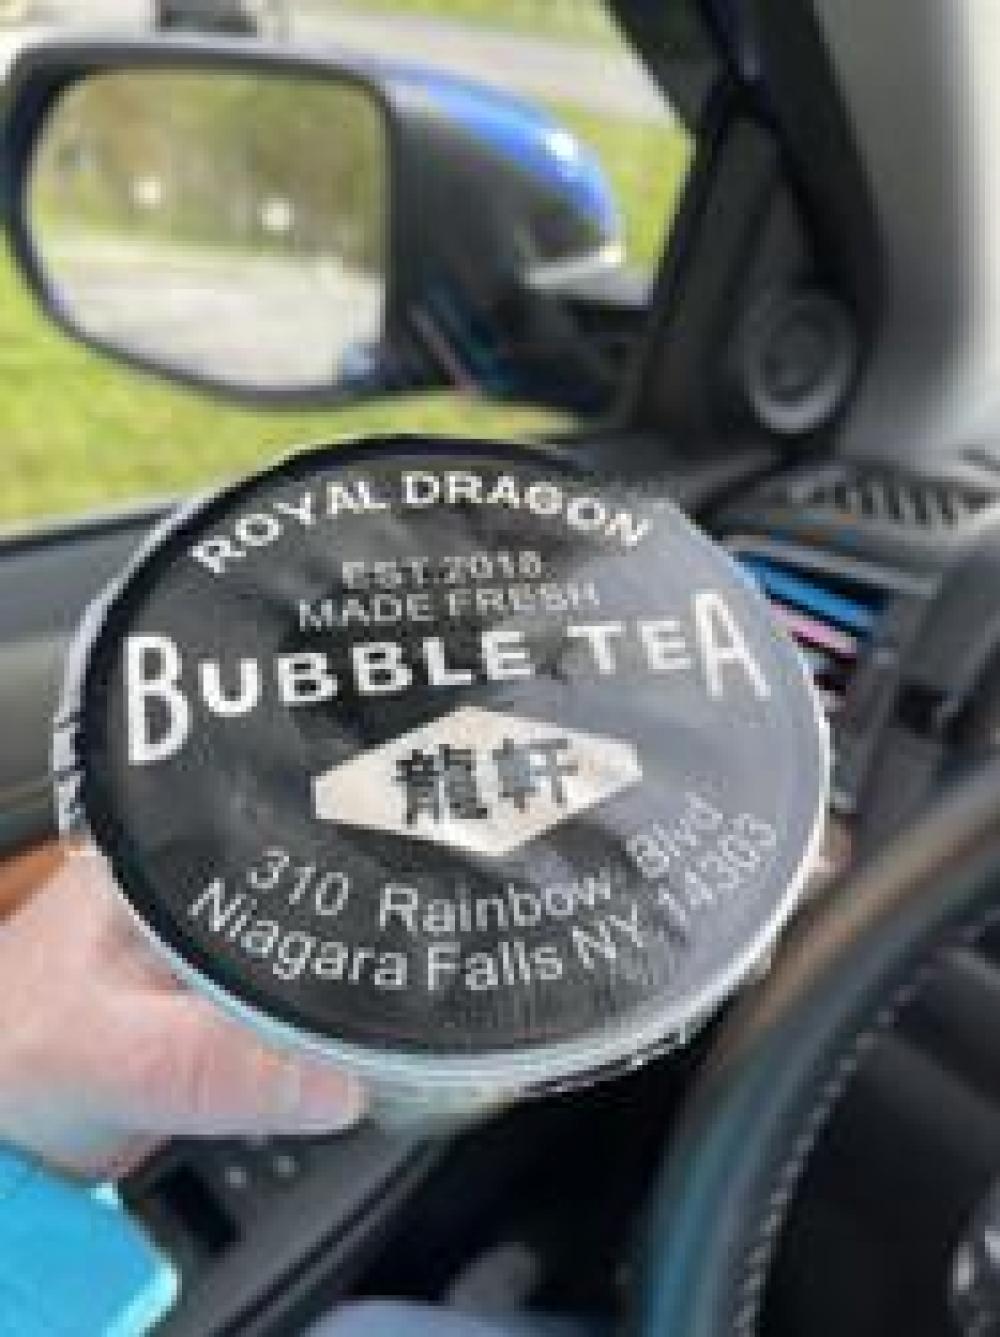 ROYAL DRAGON
EST.2018
MADE FRESH
BUBBLE TEA
龍軒
310 Rainbow Blvd
Niagara Falls NY 14303